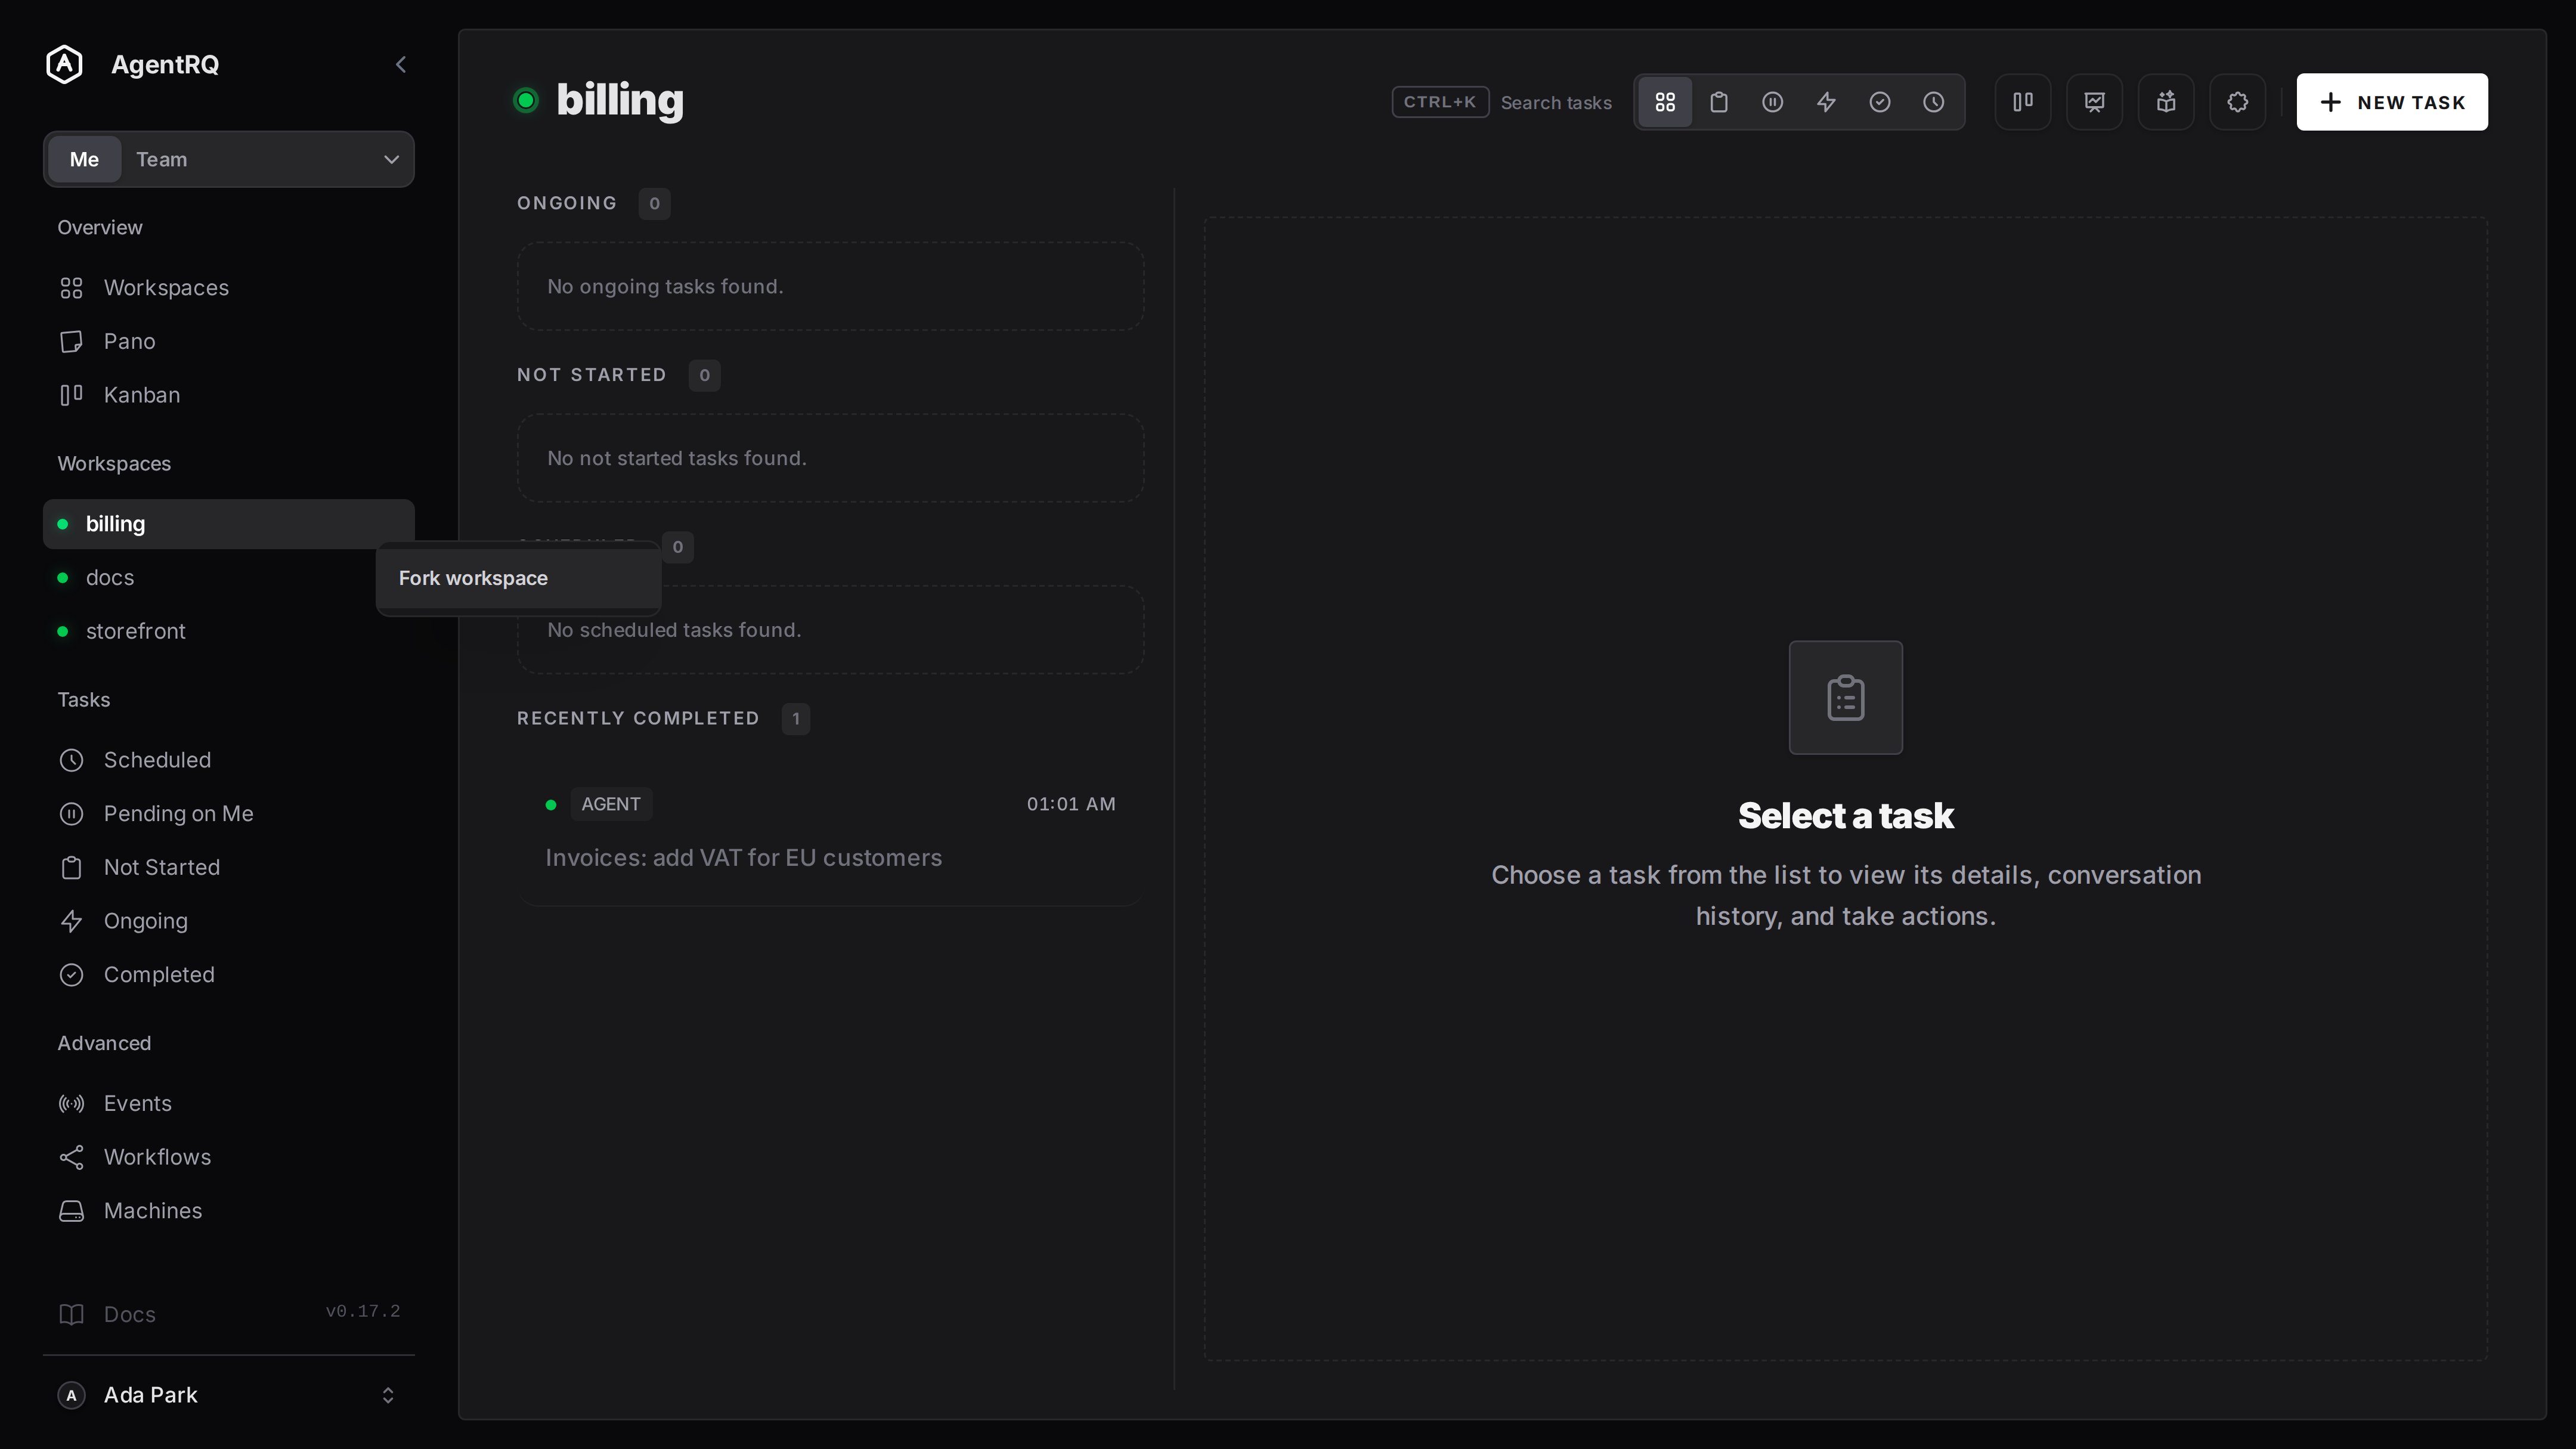 AgentRQ
Me
Team
Overview
Workspaces
Pano
Kanban
Workspaces
billing
docs
storefront
Fork workspace
Tasks
Scheduled
Pending on Me
Not Started
Ongoing
Completed
Advanced
Events
Workflows
Machines
Docs
v0.17.2
A
Ada Park
billing
CTRL+K
Search tasks
NEW TASK
ONGOING
0
No ongoing tasks found.
NOT STARTED
0
No not started tasks found.
0
No scheduled tasks found.
RECENTLY COMPLETED
1
AGENT
01:01 AM
Invoices: add VAT for EU customers
Select a task
Choose a task from the list to view its details, conversation
history, and take actions.